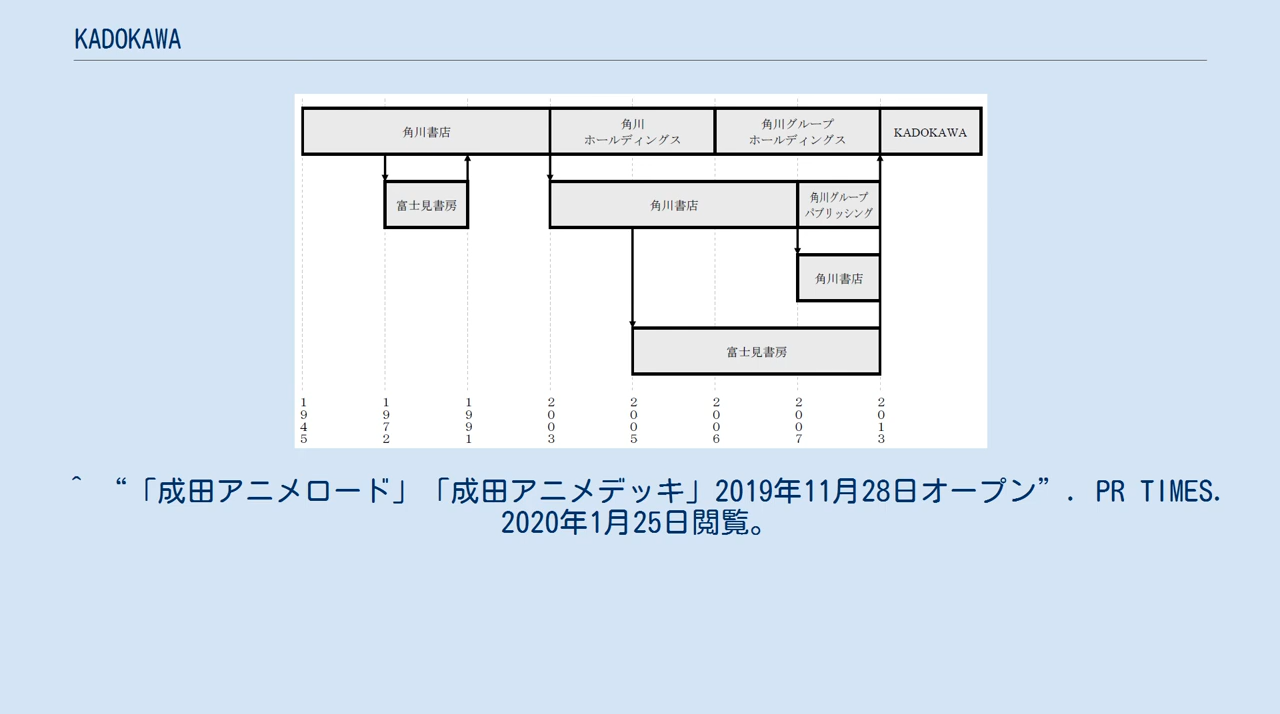 KADOKAWA
角川書店
角川
ホールディングス
角川グループ
ホールディングス
KADOKAWA
富士見書房
角川書店
角川グループ
パブリッシング
角川書店
富士見書房
1945
1972
1991
2003
2005
2006
2007
2013
^ “「成田アニメロード」「成田アニメデッキ」2019年11月28日オープン”. PR TIMES.
2020年1月25日閲覧。